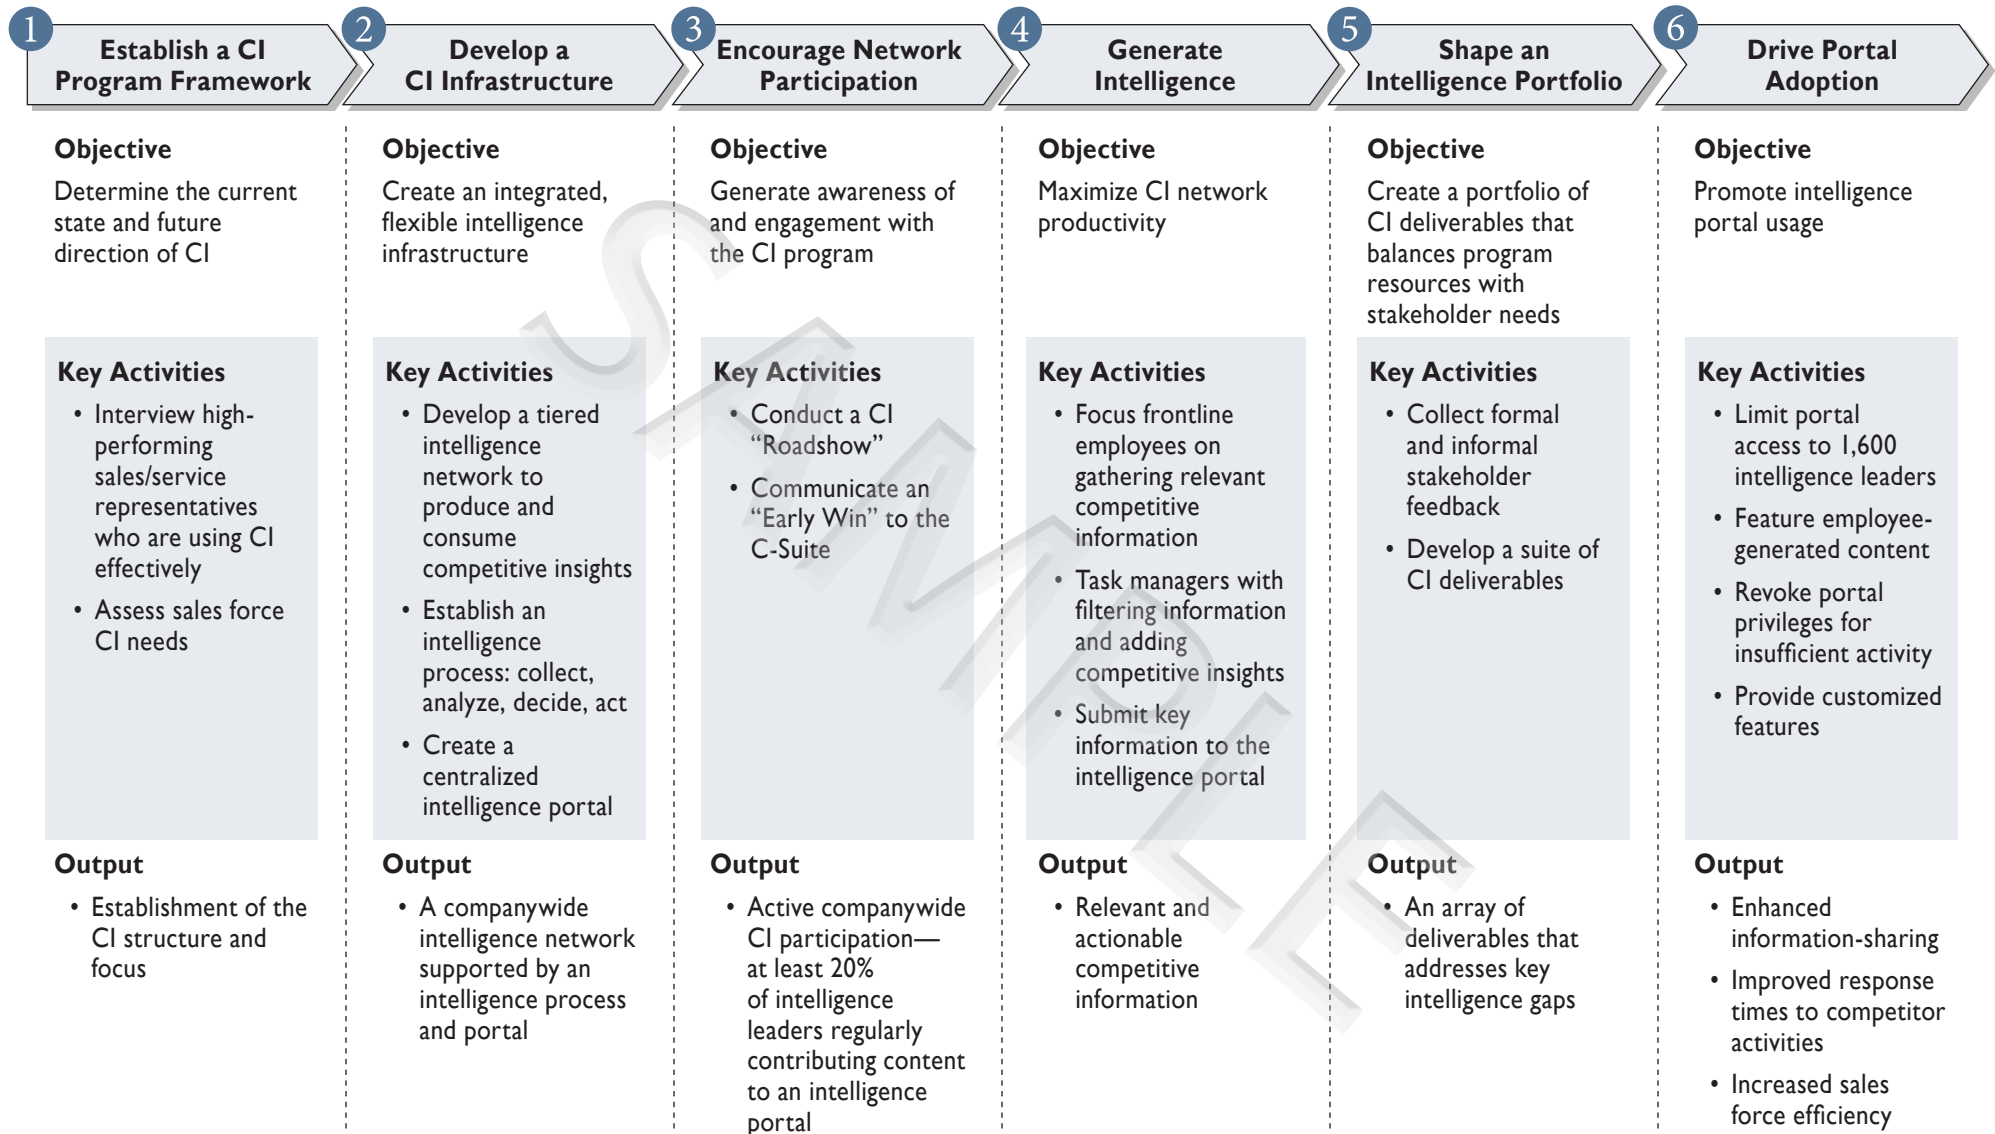 1
Establish a CI
Program Framework
2
Develop a
CI Infrastructure
3
Encourage Network
Participation
4
Generate
Intelligence
5
Shape an
Intelligence Portfolio
6
Drive Portal
Adoption
Objective
Determine the current
state and future
direction of CI
Key Activities
• Interview high-
performing
sales/service
representatives
who are using CI
effectively
• Assess sales force
CI needs
Output
• Establishment of the
CI structure and
focus
Objective
Create an integrated,
flexible intelligence
infrastructure
Key Activities
• Develop a tiered
intelligence
network to
produce and
consume
competitive insights
• Establish an
intelligence
process: collect,
analyze, decide, act
• Create a
centralized
intelligence portal
Output
• A companywide
intelligence network
supported by an
intelligence process
and portal
Objective
Generate awareness of
and engagement with
the CI program
Key Activities
• Conduct a CI
“Roadshow”
• Communicate an
“Early Win” to the
C-Suite
Output
• Active companywide
CI participation—
at least 20%
of intelligence
leaders regularly
contributing content
to an intelligence
portal
Objective
Maximize CI network
productivity
Key Activities
• Focus frontline
employees on
gathering relevant
competitive
information
• Task managers with
filtering information
and adding
competitive insights
• Submit key
information to the
intelligence portal
Output
• Relevant and
actionable
competitive
information
Objective
Create a portfolio of
CI deliverables that
balances program
resources with
stakeholder needs
Key Activities
• Collect formal
and informal
stakeholder
feedback
• Develop a suite of
CI deliverables
Output
• An array of
deliverables that
addresses key
intelligence gaps
Objective
Promote intelligence
portal usage
Key Activities
• Limit portal
access to 1,600
intelligence leaders
• Feature employee-
generated content
• Revoke portal
privileges for
insufficient activity
• Provide customized
features
Output
• Enhanced
information-sharing
• Improved response
times to competitor
activities
• Increased sales
force efficiency
SAMPLE